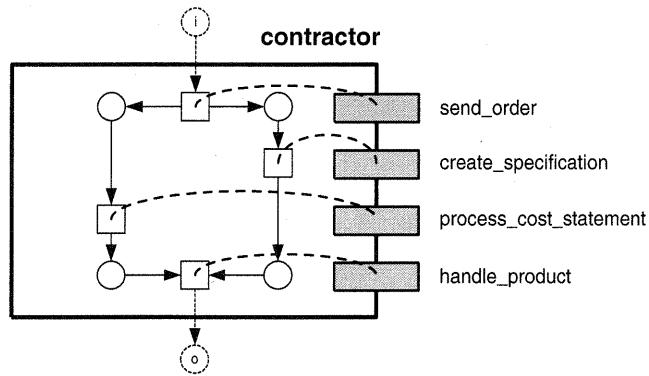 i
contractor
send_order
create_specification
process_cost_statement
handle_product
o